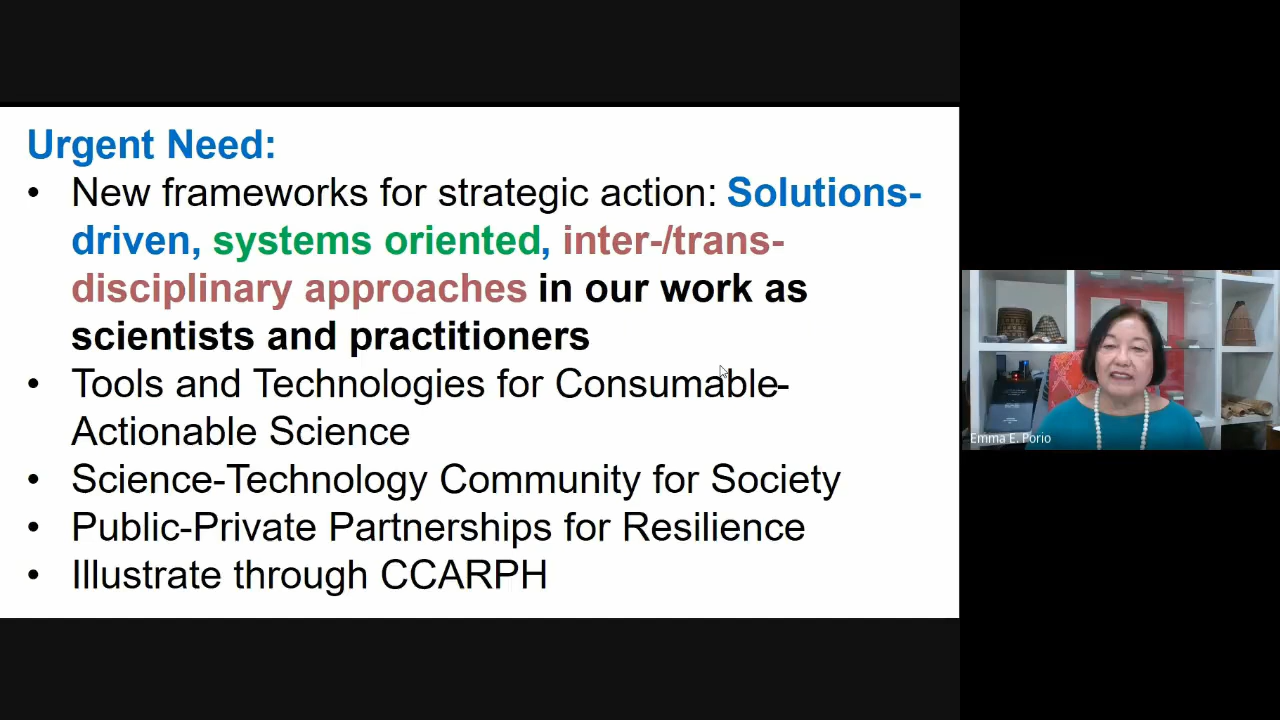 Urgent Need:
• New frameworks for strategic action: Solutions-
driven, systems oriented, inter-/trans-
disciplinary approaches in our work as
scientists and practitioners
• Tools and Technologies for Consumable-
Actionable Science
• Science-Technology Community for Society
• Public-Private Partnerships for Resilience
• Illustrate through CCARPH
Emma E. Porio